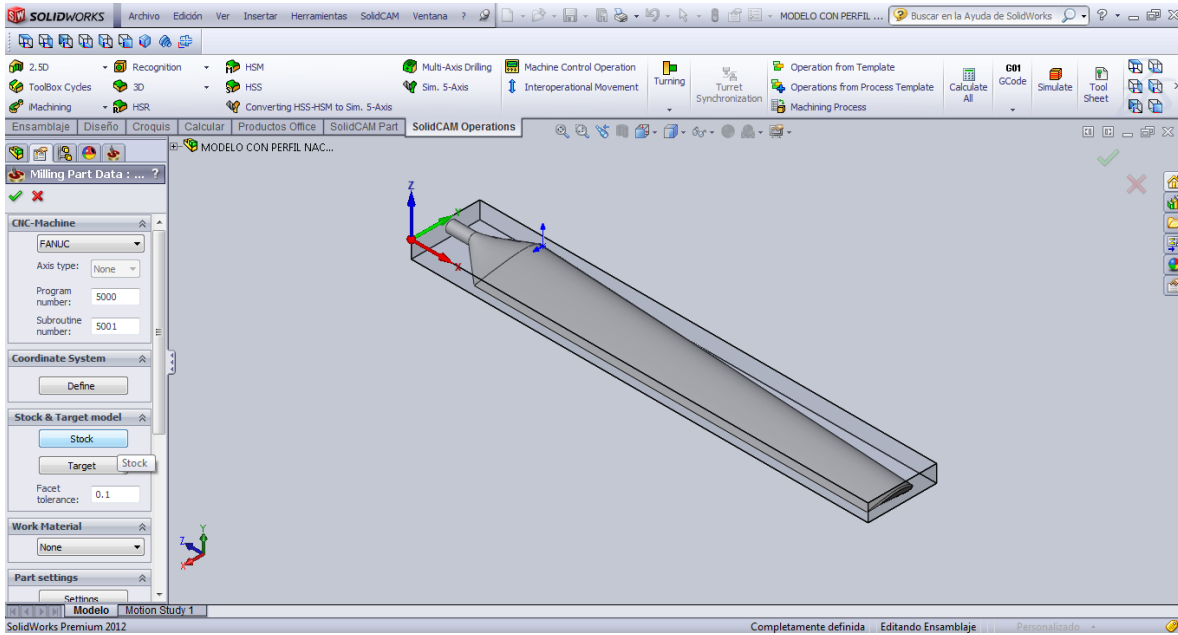 SOLIDWORKS Archivo Edición Ver Insertar Herramientas SolidCAM Ventana ? MODELO CON PERFIL ... Buscar en la Ayuda de SolidWorks ?
2.5D Recognition HSM Multi-Axis Drilling Machine Control Operation Operation from Template
ToolBox Cycles 3D HSS Sim. 5-Axis Interoperational Movement Operations from Process Template
iMachining HSR Converting HSS-HSM to Sim. 5-Axis Machining Process
Turning Turret Synchronization Calculate All G01 GCode Simulate Tool Sheet
Ensamblaje Diseño Croquis Calcular Productos Office SolidCAM Part SolidCAM Operations
MODELO CON PERFIL NAC...
Milling Part Data : ... ?
CNC-Machine
FANUC
Axis type: None
Program number: 5000
Subroutine number: 5001
Coordinate System
Define
Stock & Target model
Stock
Target Stock
Facet tolerance: 0.1
Work Material
None
Part settings
Settings
Z
Y
X
Z
Y
X
Modelo Motion Study 1
SolidWorks Premium 2012 Completamente definida Editando Ensamblaje Personalizado